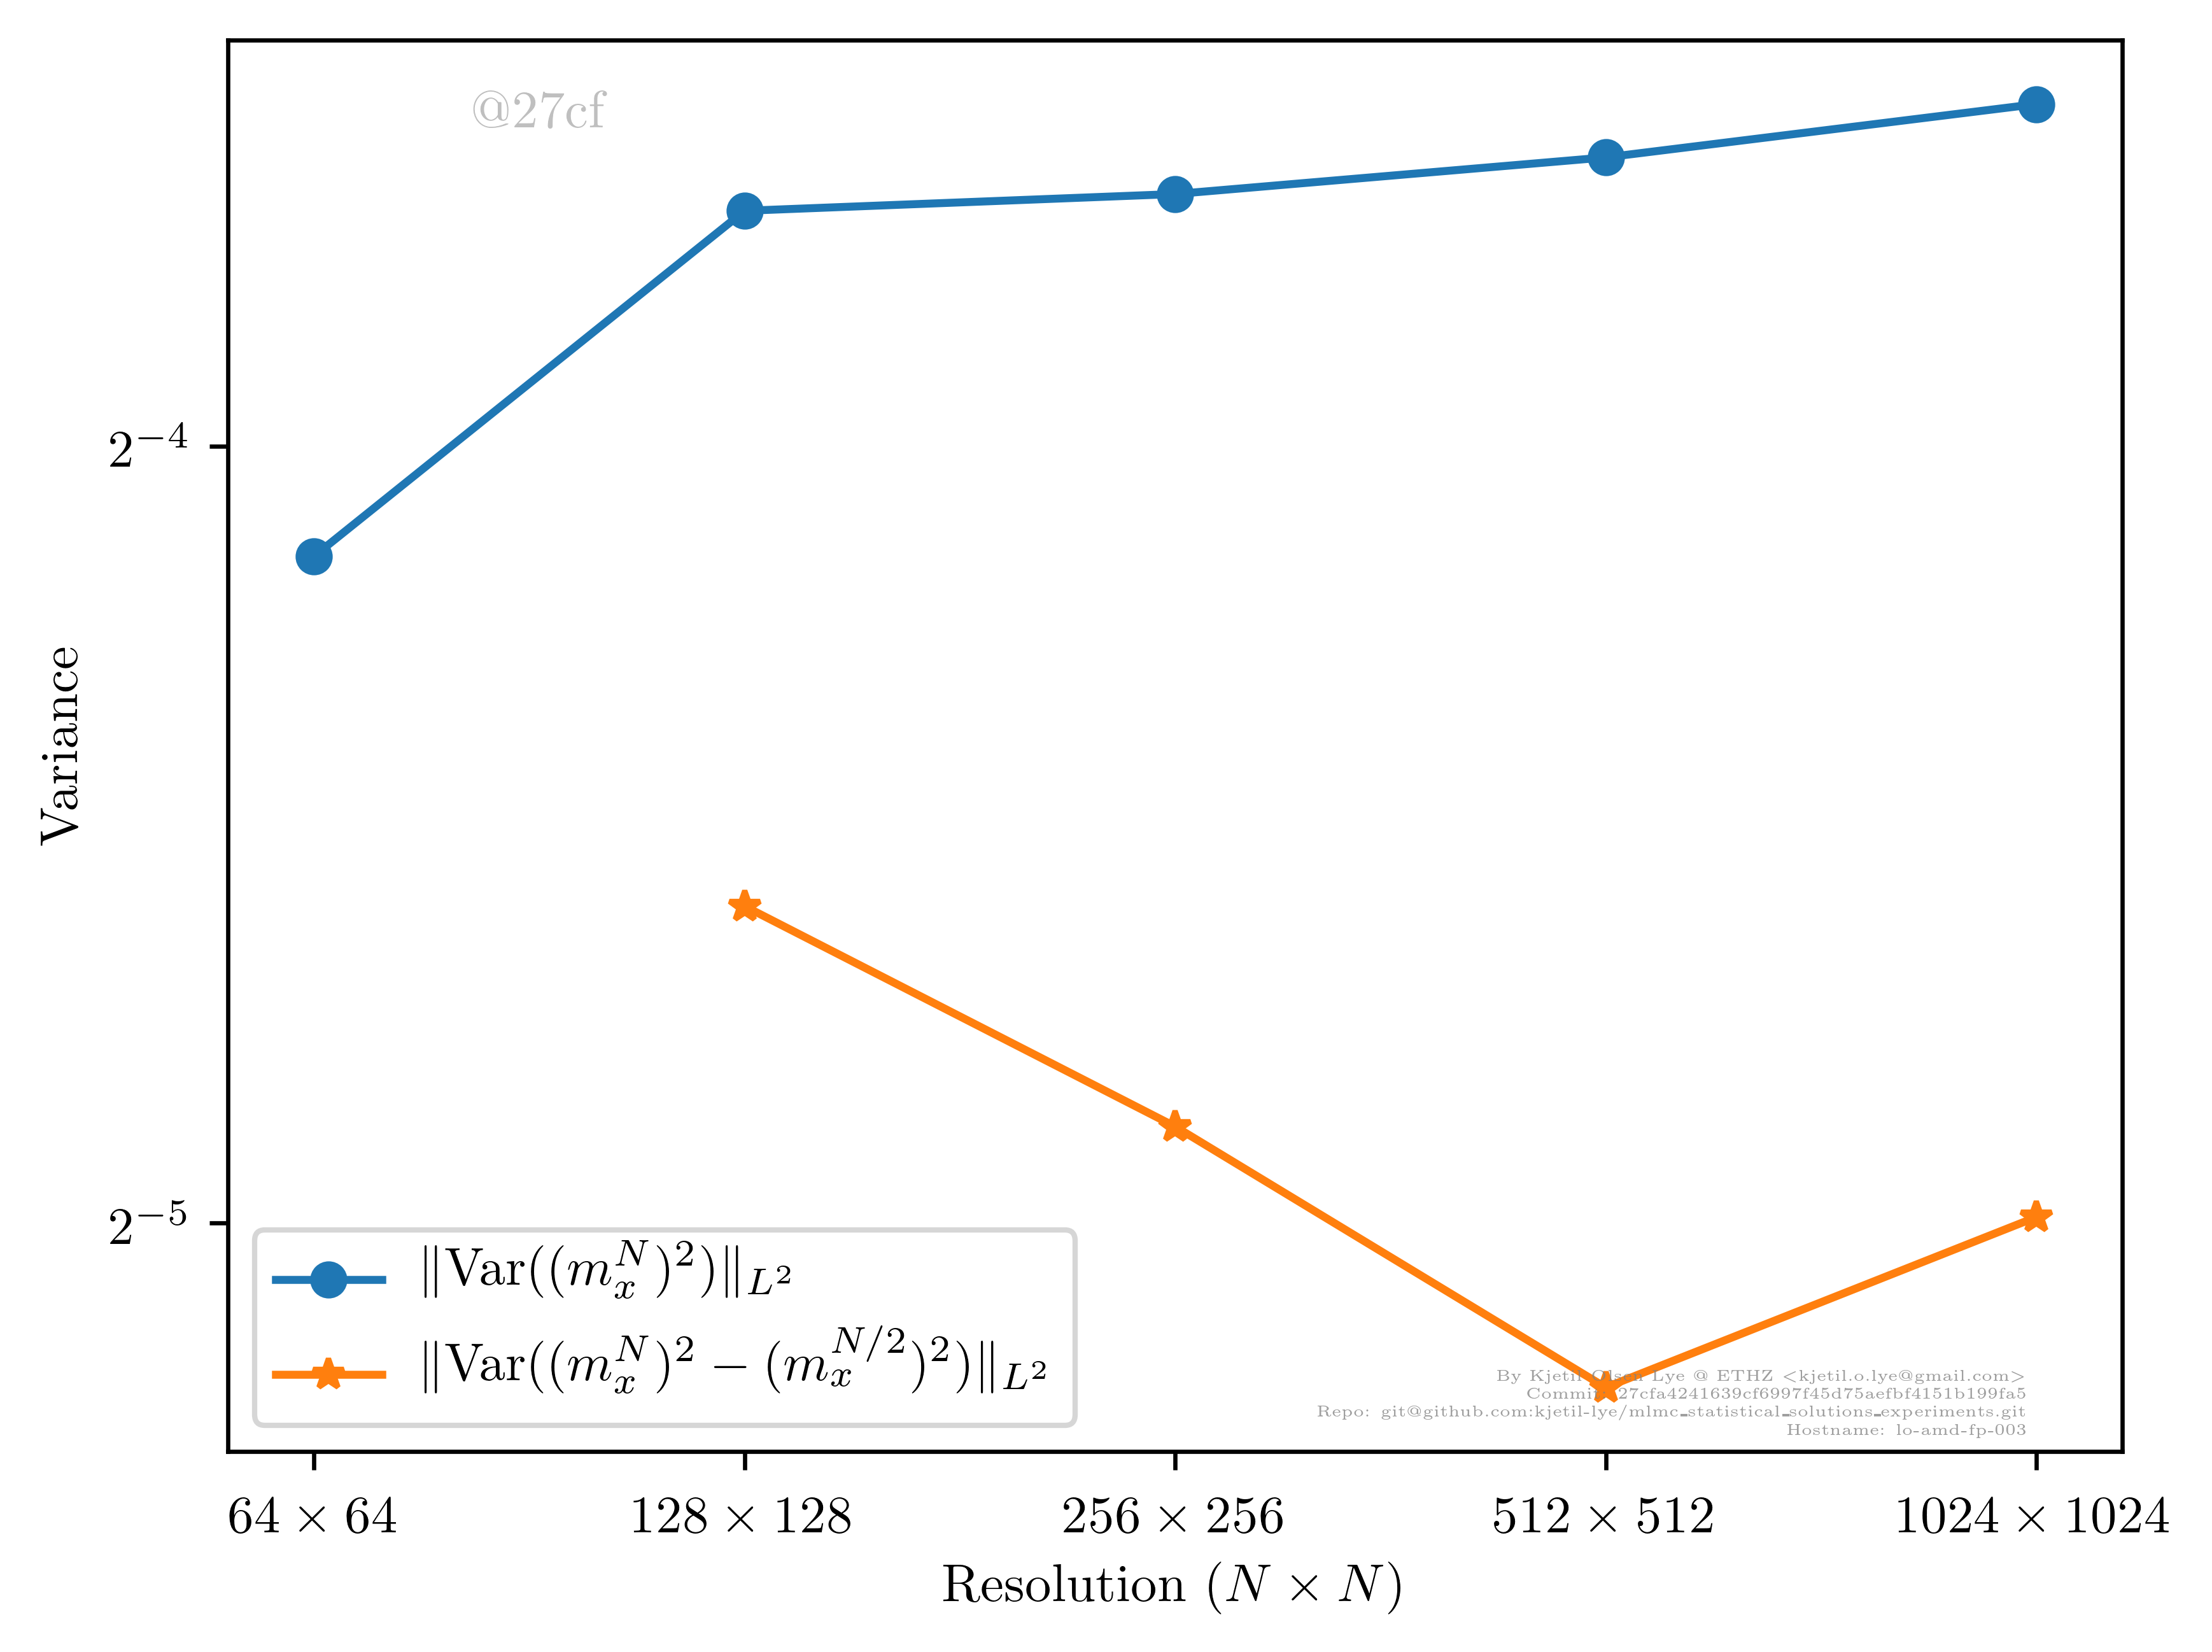 @27cf
2^{-4}
Variance
2^{-5}
‖Var((m_x^N)^2)‖_{L^2}
‖Var((m_x^N)^2 − (m_x^{N/2})^2)‖_{L^2}
By Kjetil Olsen Lye @ ETHZ <kjetil.o.lye@gmail.com>
Commit: 27cfa4241639cf6997f45d75aefbf4151b199fa5
Repo: git@github.com:kjetil-lye/mlmc_statistical_solutions_experiments.git
Hostname: lo-amd-fp-003
64 × 64 128 × 128 256 × 256 512 × 512 1024 × 1024
Resolution (N × N)